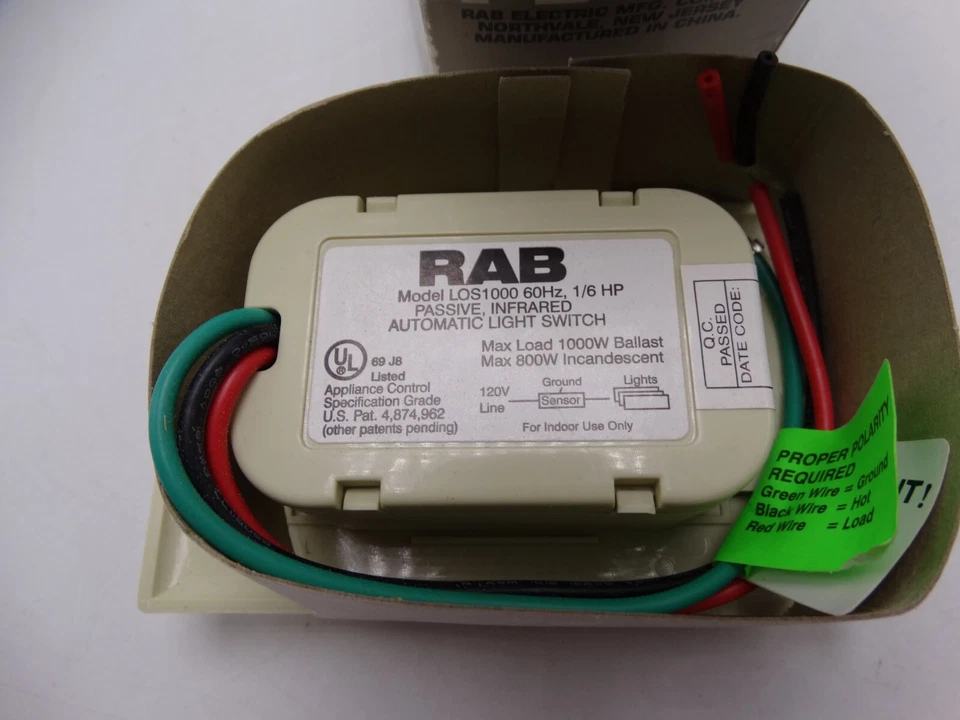 RAB ELECTRIC MFG.
NORTHVALE, NEW JERSEY
MANUFACTURED IN CHINA.
RAB
Model LOS1000 60Hz, 1/6 HP
PASSIVE, INFRARED
AUTOMATIC LIGHT SWITCH
UL
69 J8
Listed
Appliance Control
Specification Grade
U.S. Pat. 4,874,962
(other patents pending)
Max Load 1000W Ballast
Max 800W Incandescent
120V
Line
Ground
Sensor
Lights
For Indoor Use Only
Q.C.
PASSED
DATE CODE:
PROPER POLARITY
REQUIRED
Green Wire = Ground
Black Wire = Hot
Red Wire = Load